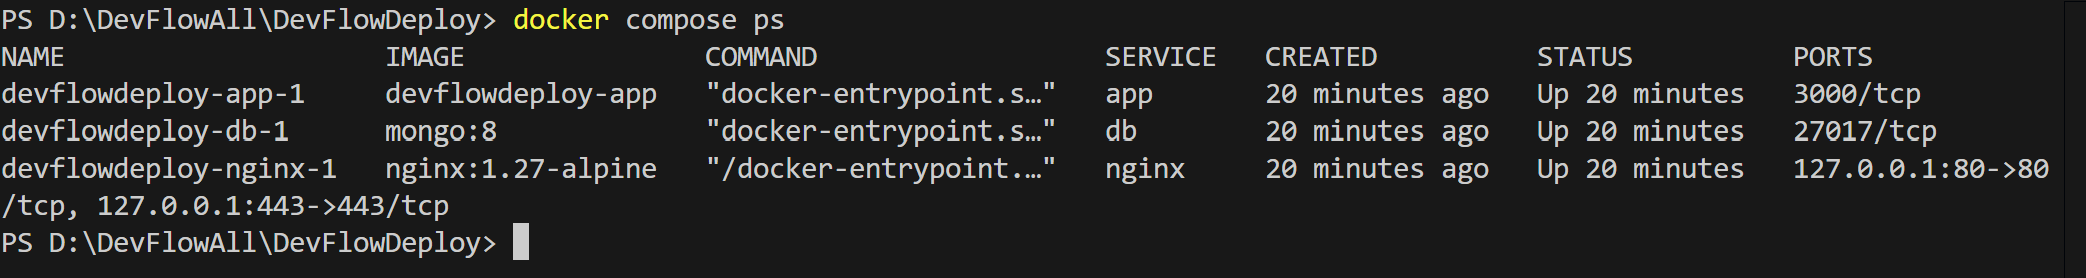 PS D:\DevFlowAll\DevFlowDeploy> docker compose ps
NAME                    IMAGE               COMMAND                  SERVICE   CREATED          STATUS          PORTS
devflowdeploy-app-1     devflowdeploy-app   "docker-entrypoint.s…"   app       20 minutes ago   Up 20 minutes   3000/tcp
devflowdeploy-db-1      mongo:8             "docker-entrypoint.s…"   db        20 minutes ago   Up 20 minutes   27017/tcp
devflowdeploy-nginx-1   nginx:1.27-alpine   "/docker-entrypoint.…"   nginx     20 minutes ago   Up 20 minutes   127.0.0.1:80->80
/tcp, 127.0.0.1:443->443/tcp
PS D:\DevFlowAll\DevFlowDeploy>